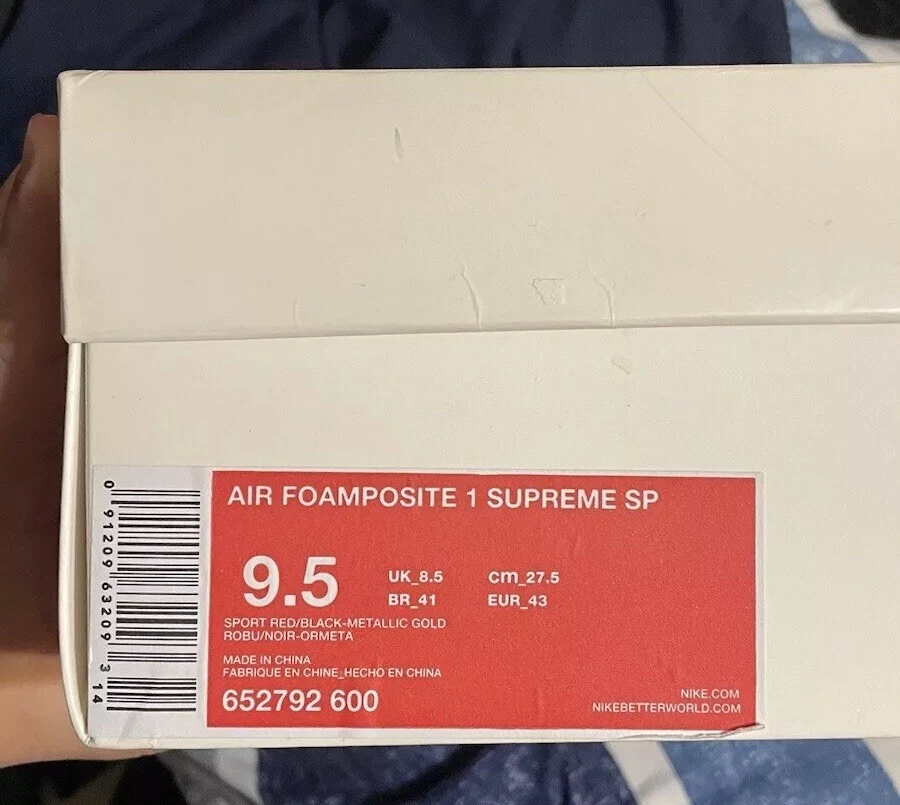 AIR FOAMPOSITE 1 SUPREME SP
9.5
UK_8.5 cm_27.5
BR_41 EUR_43
SPORT RED/BLACK-METALLIC GOLD
ROBU/NOIR-ORMETA
MADE IN CHINA
FABRIQUE EN CHINE_HECHO EN CHINA
652792 600
NIKE.COM
NIKEBETTERWORLD.COM
0 91209 63209 3 14